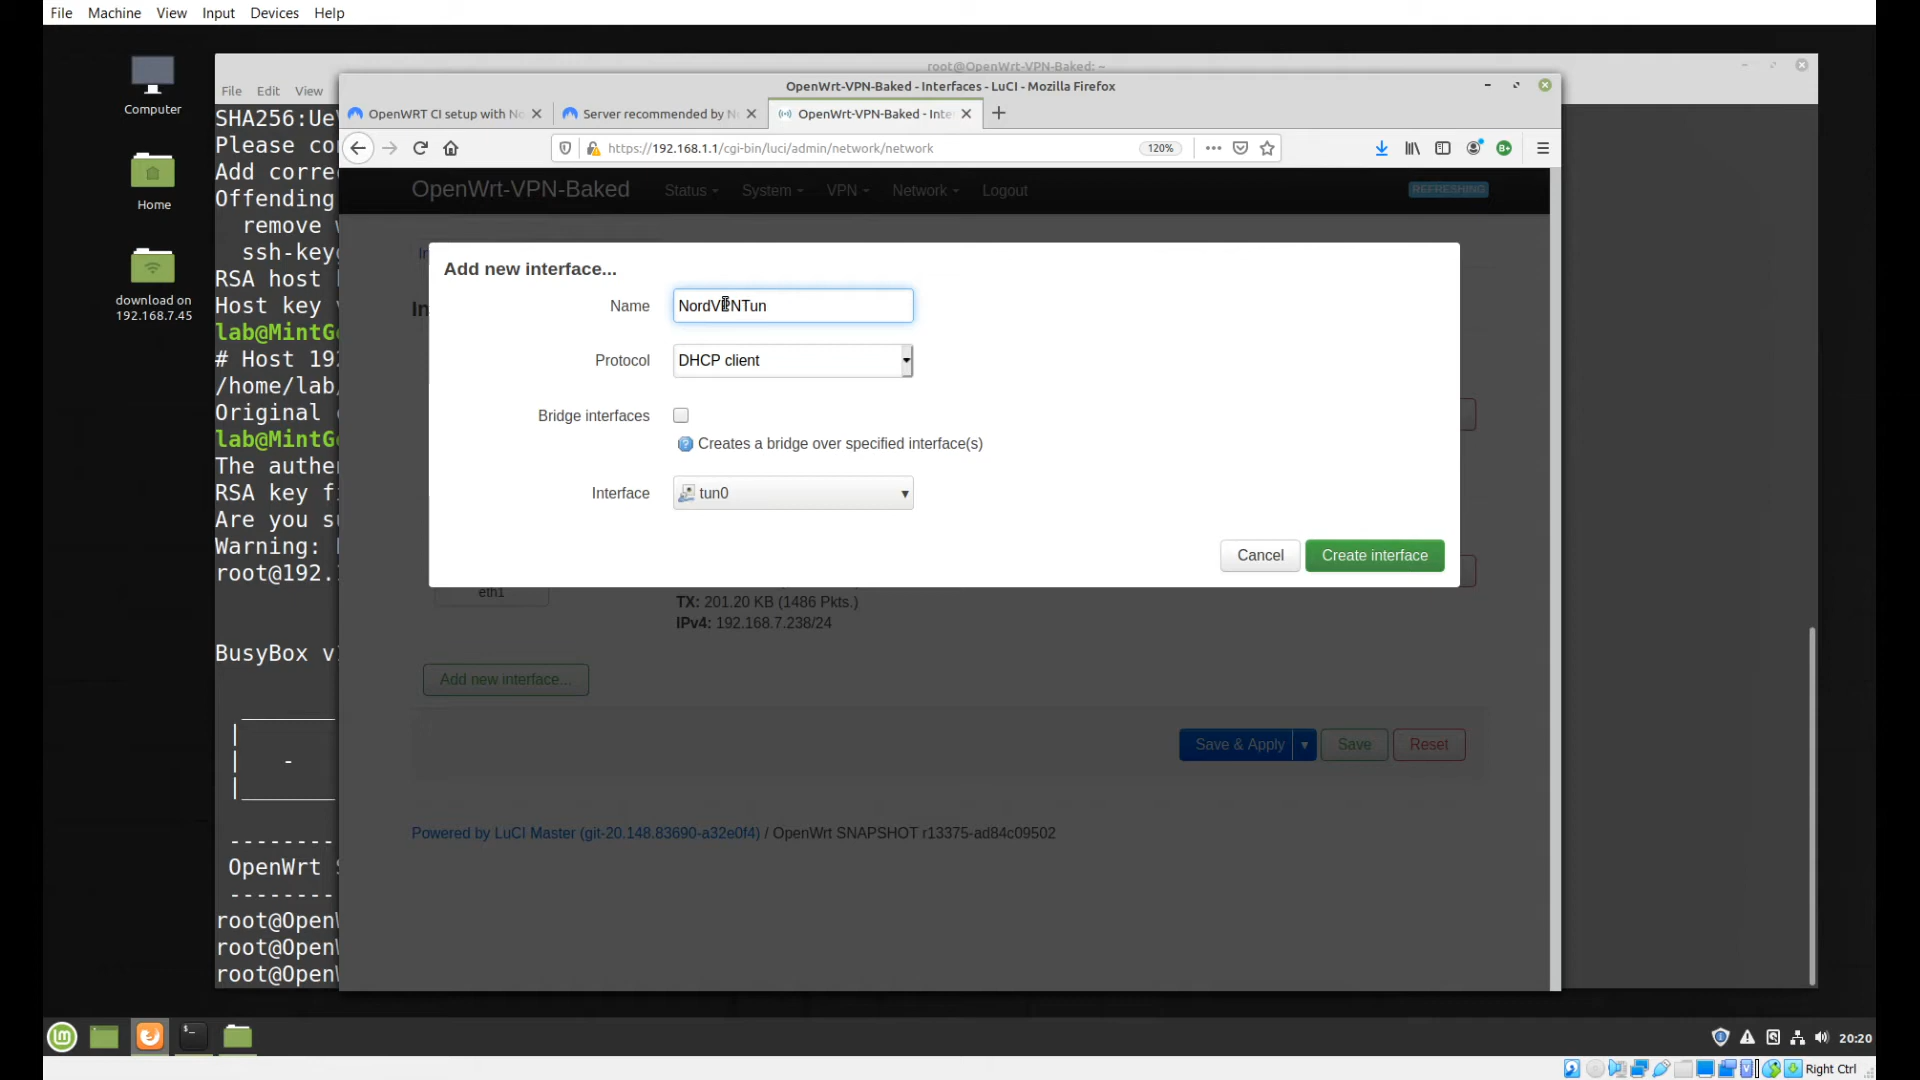 File Machine View Input Devices Help
root@OpenWrt-VPN-Baked: ~
File Edit View
OpenWrt-VPN-Baked - Interfaces - LuCI - Mozilla Firefox
OpenWRT CI setup with No
Server recommended by No
OpenWrt-VPN-Baked - Inte
https://192.168.1.1/cgi-bin/luci/admin/network/network
120%
OpenWrt-VPN-Baked Status System VPN Network Logout REFRESHING
Computer
Home
download on
192.168.7.45
SHA256:Ue
Please co
Add corre
Offending
remove
ssh-key
RSA host
Host key
lab@MintG
# Host 19
/home/lab
Original
lab@MintG
The authe
RSA key f
Are you s
Warning:
root@192.
BusyBox v
-
--------
OpenWrt
--------
root@OpenW
root@OpenW
root@OpenW
Add new interface...
Name NordVPNTun
Protocol DHCP client
Bridge interfaces
Creates a bridge over specified interface(s)
Interface tun0
Cancel Create interface
eth1
TX: 201.20 KB (1486 Pkts.)
IPv4: 192.168.7.238/24
Add new interface...
Save & Apply Save Reset
Powered by LuCI Master (git-20.148.83690-a32e0f4) / OpenWrt SNAPSHOT r13375-ad84c09502
20:20
Right Ctrl